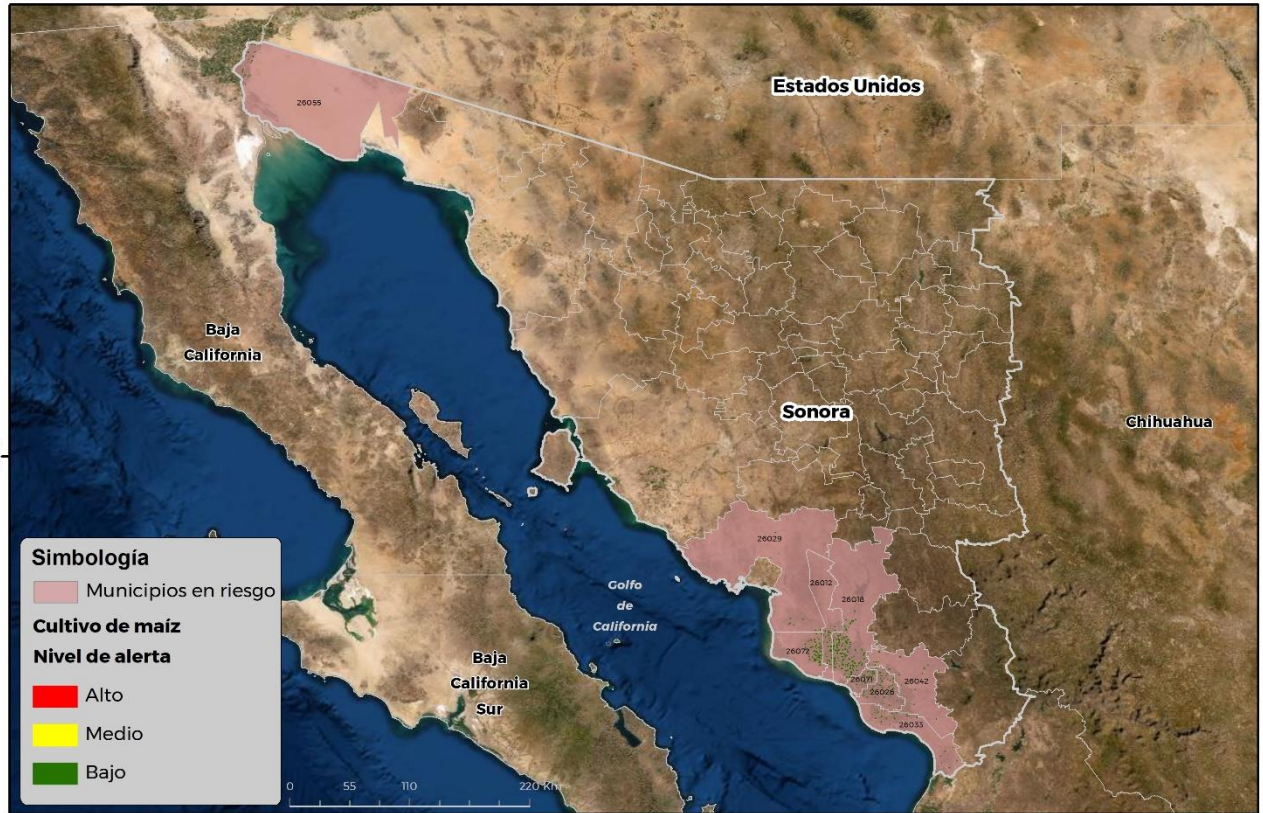 26055
Estados Unidos
Baja
California
Sonora
Chihuahua
26029
26012
26018
Golfo
de
California
26072
26071
26026
26042
26033
Baja
California
Sur
Simbología
Municipios en riesgo
Cultivo de maíz
Nivel de alerta
Alto
Medio
Bajo
0 55 110 220 Km